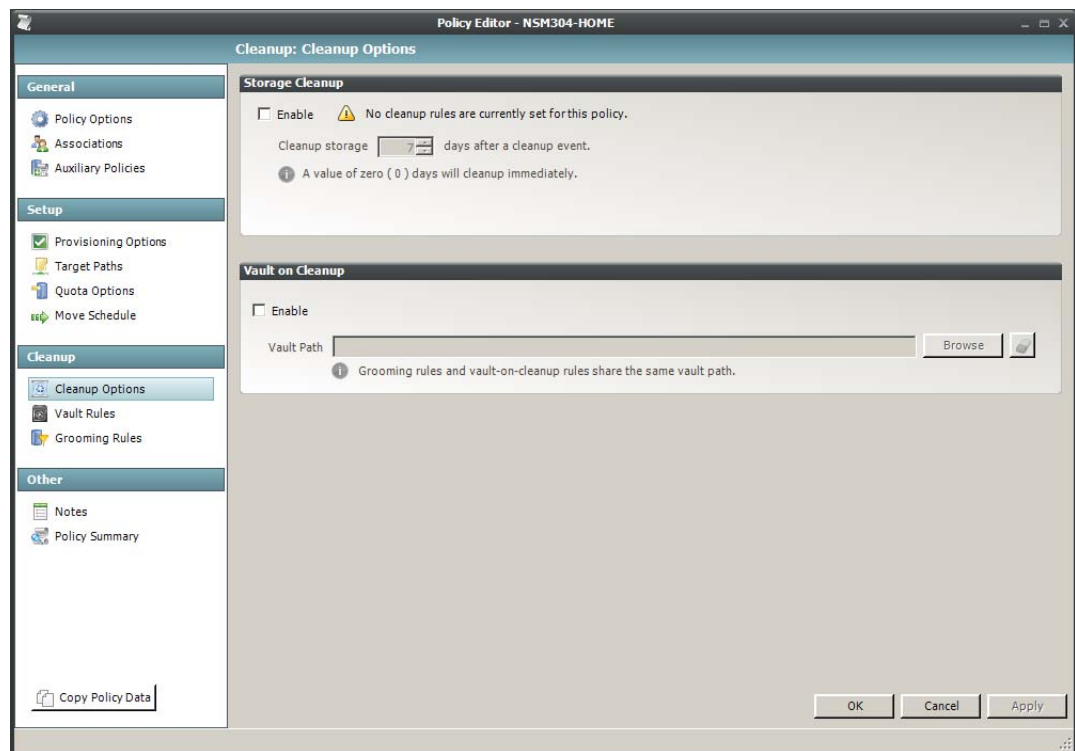 Policy Editor - NSM304-HOME
Cleanup: Cleanup Options
General
Policy Options
Associations
Auxiliary Policies
Setup
Provisioning Options
Target Paths
Quota Options
Move Schedule
Cleanup
Cleanup Options
Vault Rules
Grooming Rules
Other
Notes
Policy Summary
Copy Policy Data
Storage Cleanup
Enable No cleanup rules are currently set for this policy.
Cleanup storage 7 days after a cleanup event.
A value of zero ( 0 ) days will cleanup immediately.
Vault on Cleanup
Enable
Vault Path Browse
Grooming rules and vault-on-cleanup rules share the same vault path.
OK Cancel Apply